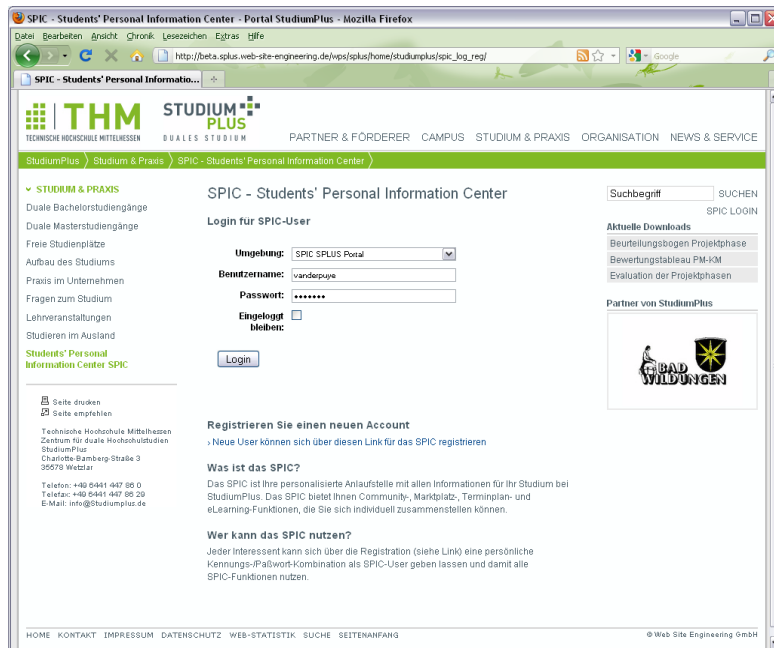 SPIC - Students' Personal Information Center - Portal StudiumPlus - Mozilla Firefox
Datei Bearbeiten Ansicht Chronik Lesezeichen Extras Hilfe
http://beta.splus.web-site-engineering.de/wps/splus/home/studiumplus/spic_log_reg/
Google
SPIC - Students' Personal Informatio...
THM
TECHNISCHE HOCHSCHULE MITTELHESSEN
STUDIUM
PLUS
DUALES STUDIUM
PARTNER & FÖRDERER CAMPUS STUDIUM & PRAXIS ORGANISATION NEWS & SERVICE
StudiumPlus Studium & Praxis SPIC - Students' Personal Information Center
STUDIUM & PRAXIS
Duale Bachelorstudiengänge
Duale Masterstudiengänge
Freie Studienplätze
Aufbau des Studiums
Praxis im Unternehmen
Fragen zum Studium
Lehrveranstaltungen
Studieren im Ausland
Students' Personal
Information Center SPIC
Seite drucken
Seite empfehlen
Technische Hochschule Mittelhessen
Zentrum für duale Hochschulstudien
StudiumPlus
Charlotte-Bamberg-Straße 3
35578 Wetzlar
Telefon: +49 6441 447 86 0
Telefax: +49 6441 447 86 29
E-Mail: info@Studiumplus.de
SPIC - Students' Personal Information Center
Login für SPIC-User
Umgebung: SPIC SPLUS Portal
Benutzername: vanderpuye
Passwort: •••••••
Eingeloggt
bleiben:
Login
Registrieren Sie einen neuen Account
› Neue User können sich über diesen Link für das SPIC registrieren
Was ist das SPIC?
Das SPIC ist Ihre personalisierte Anlaufstelle mit allen Informationen für Ihr Studium bei
StudiumPlus. Das SPIC bietet Ihnen Community-, Marktplatz-, Terminplan- und
eLearning-Funktionen, die Sie sich individuell zusammenstellen können.
Wer kann das SPIC nutzen?
Jeder Interessent kann sich über die Registration (siehe Link) eine persönliche
Kennungs-/Paßwort-Kombination als SPIC-User geben lassen und damit alle
SPIC-Funktionen nutzen.
Suchbegriff SUCHEN
SPIC LOGIN
Aktuelle Downloads
Beurteilungsbogen Projektphase
Bewertungstableau PM-KM
Evaluation der Projektphasen
Partner von StudiumPlus
BAD
WILDUNGEN
HOME KONTAKT IMPRESSUM DATENSCHUTZ WEB-STATISTIK SUCHE SEITENANFANG
© Web Site Engineering GmbH